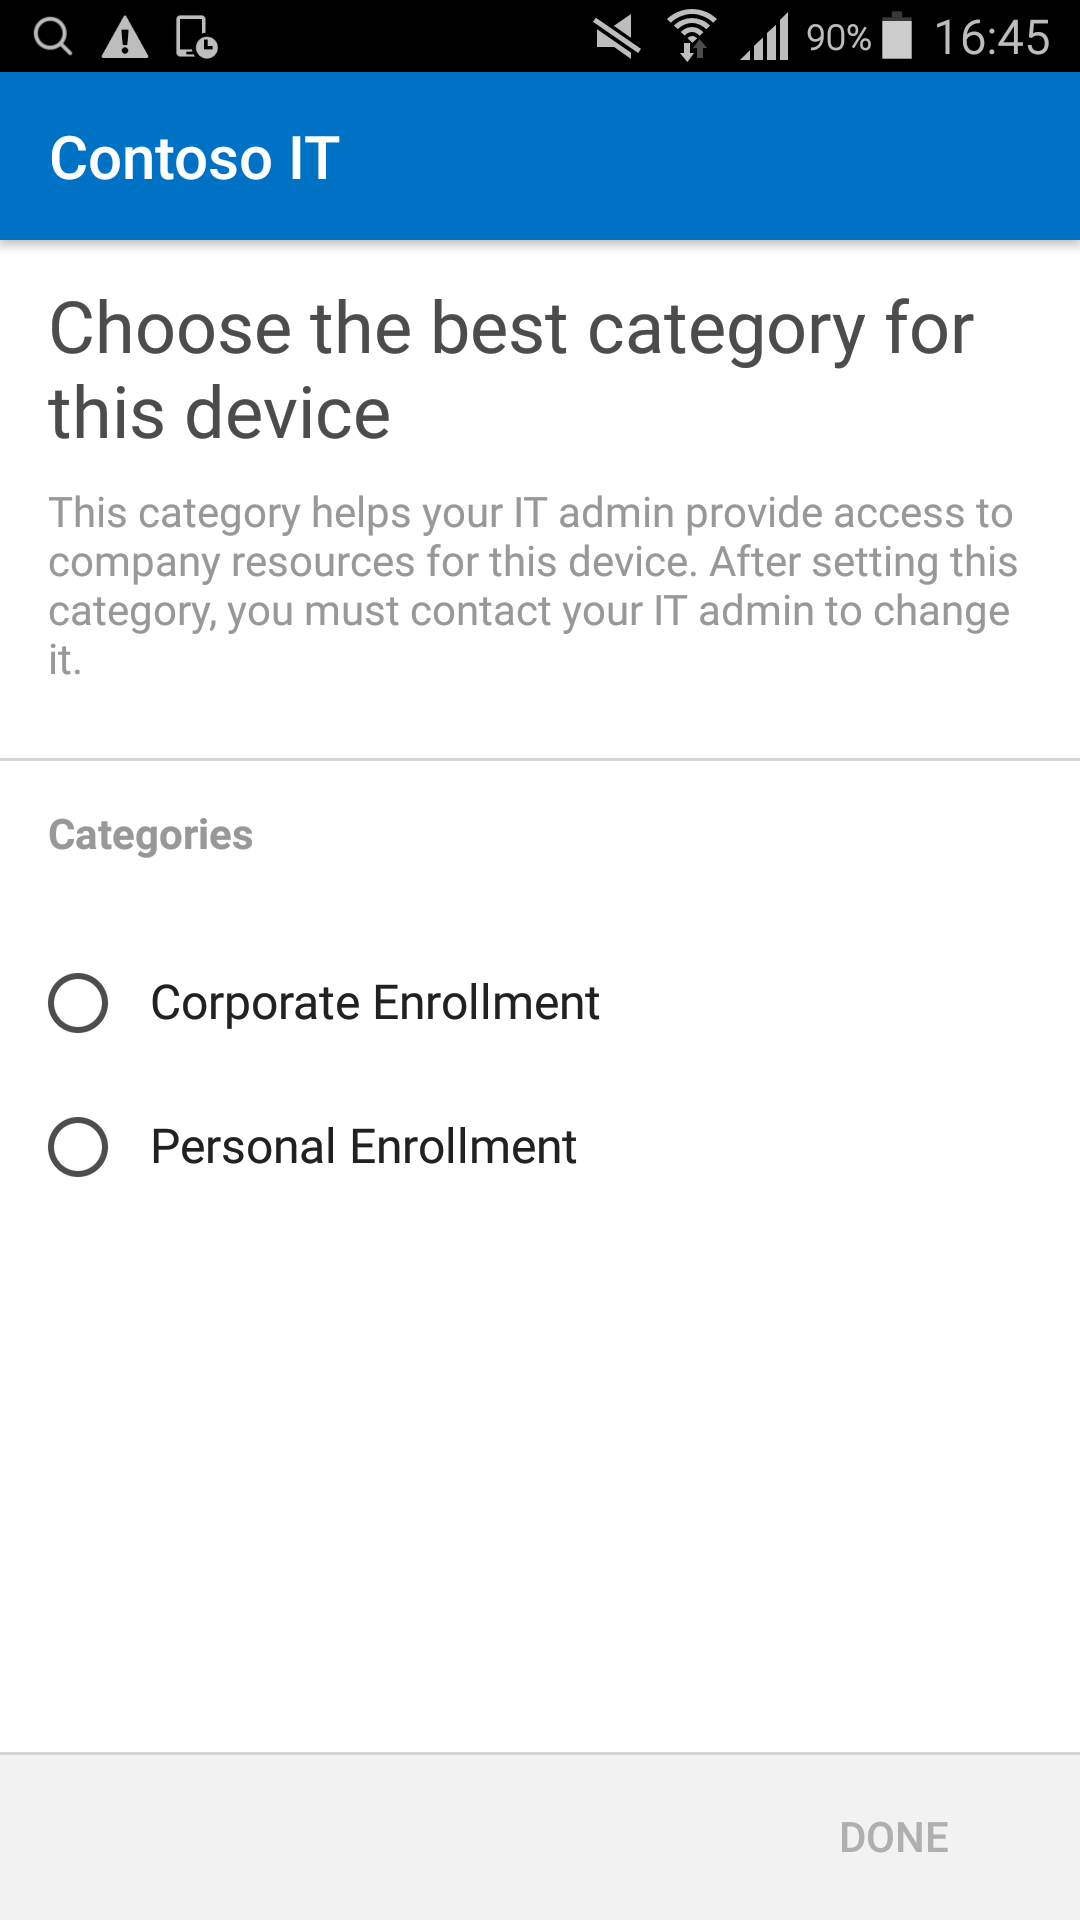 90% 16:45
Contoso IT
Choose the best category for
this device
This category helps your IT admin provide access to
company resources for this device. After setting this
category, you must contact your IT admin to change
it.
Categories
Corporate Enrollment
Personal Enrollment
DONE